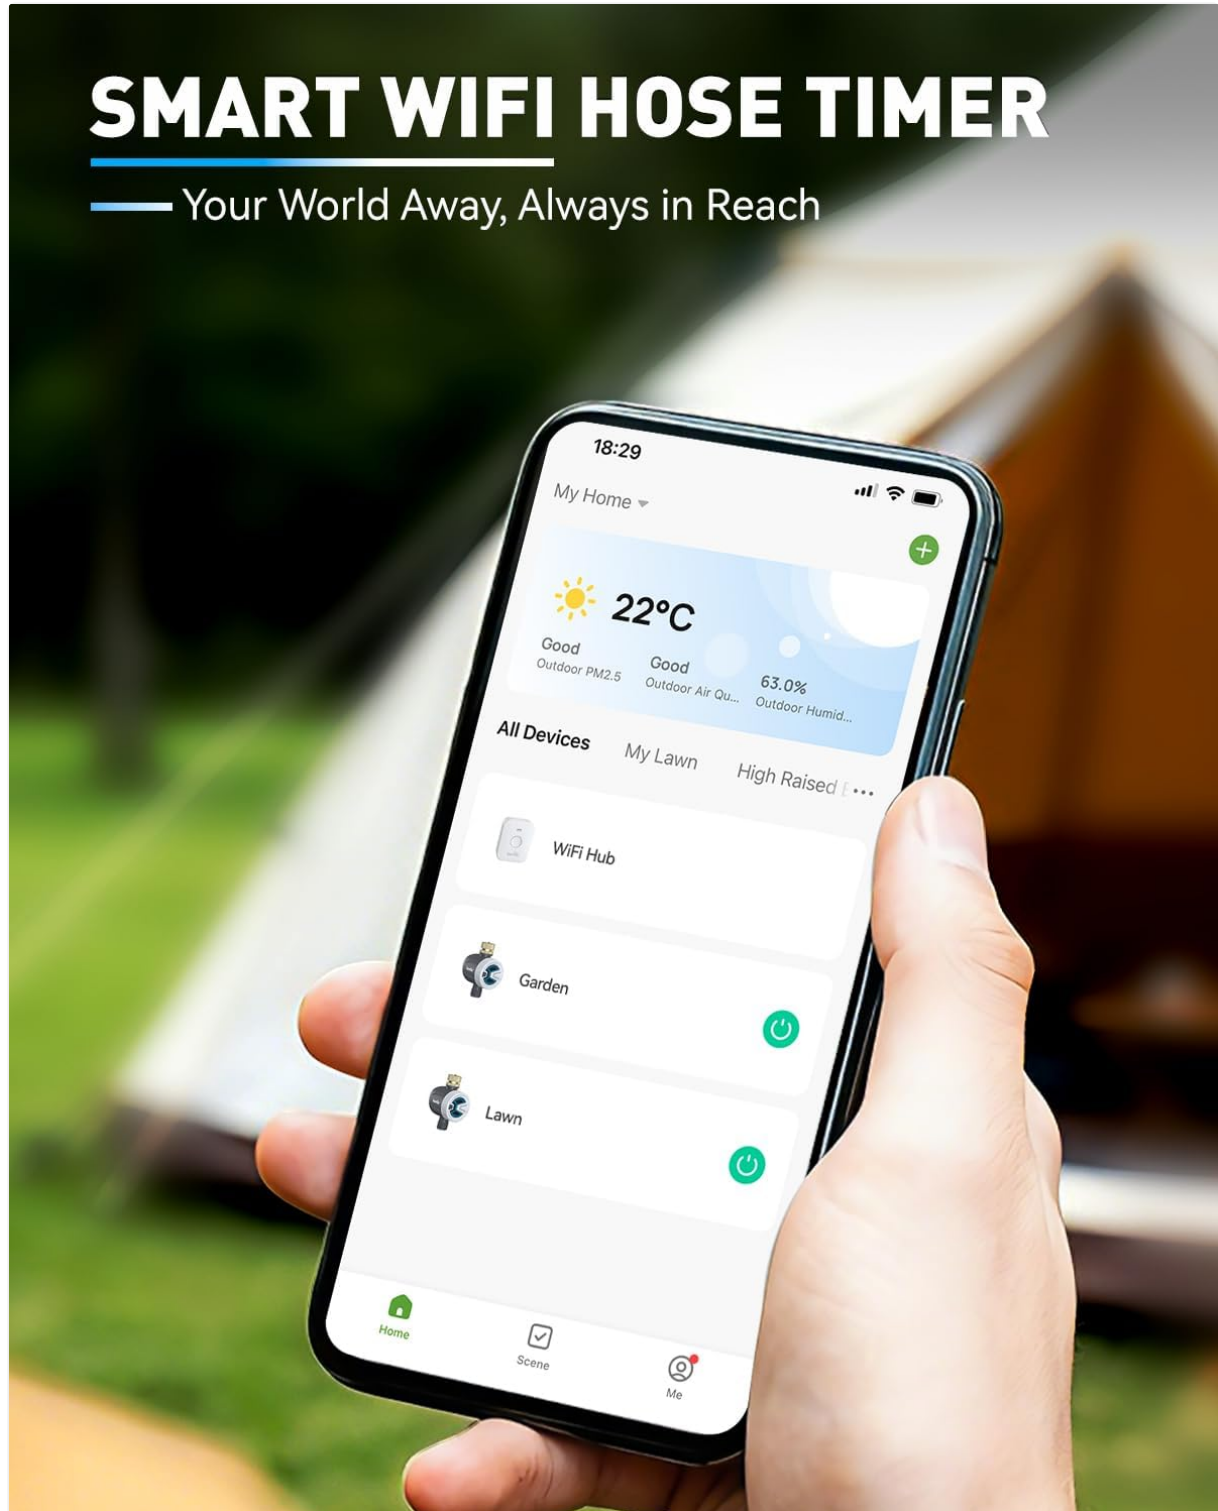 SMART WIFI HOSE TIMER
Your World Away, Always in Reach
18:29
My Home
22°C
Good
Outdoor PM2.5
Good
Outdoor Air Qu...
63.0%
Outdoor Humid...
All Devices
My Lawn
High Raised
WiFi Hub
Garden
Lawn
Home
Scene
Me